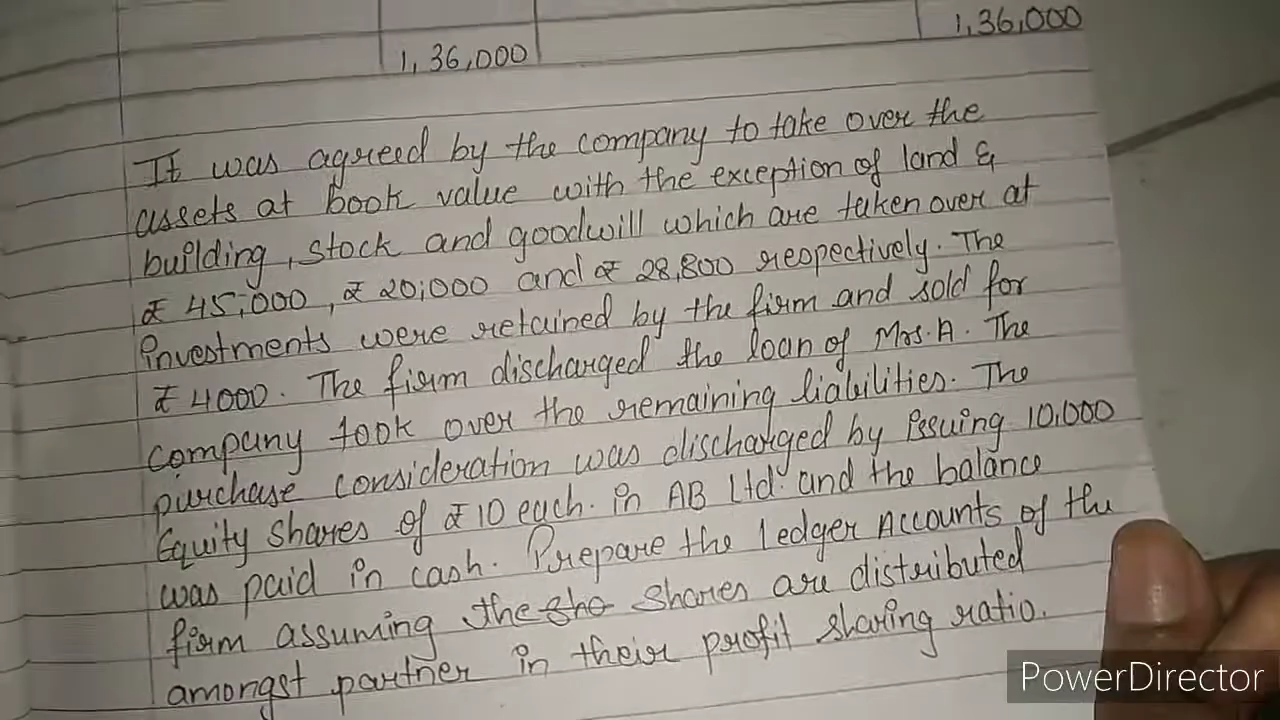 1,36,000
1,36,000
It was agreed by the company to take over the
assets at book value with the exception of land &
building, stock and goodwill which are taken over at
₹ 45,000, ₹ 20,000 and ₹ 28,800 respectively. The
investments were retained by the firm and sold for
₹ 4000. The firm discharged the loan of Mrs. A. The
company took over the remaining liabilities. The
purchase consideration was discharged by issuing 10,000
Equity shares of ₹ 10 each. in AB Ltd. and the balance
was paid in cash. Prepare the ledger Accounts of the
firm assuming the sho shares are distributed
amongst partner in their profit sharing ratio.
PowerDirector